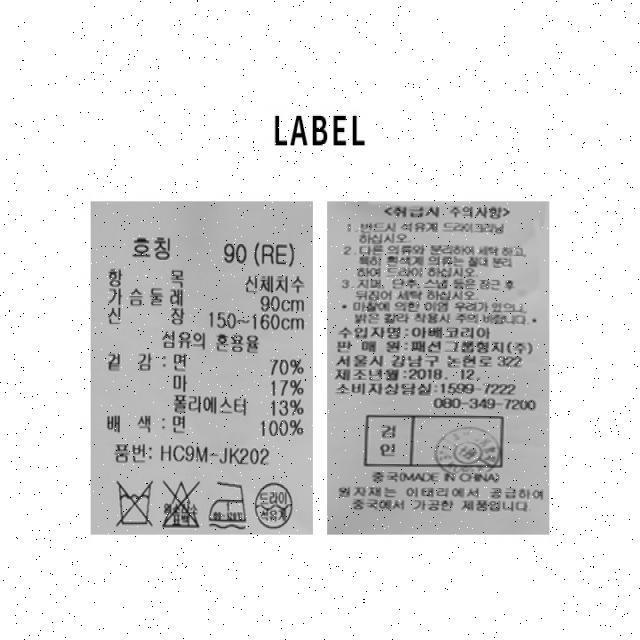 LABEL
호칭 90 (RE)
항 목 신체치수
가슴둘레 90cm
신 장 150~160cm
섬유의 혼용율
겉 감 : 면 70%
마 17%
폴리에스터 13%
배 색 : 면 100%
품번: HC9M-JK202
드라이
석유계
<취급시 주의사항>
1. 반드시 석유계 드라이크리닝
하십시오.
2. 다른 의류와 분리하여 세탁 하고,
특히 흰색계 의류는 절대 분리
하여 드라이 하십시오.
3. 지퍼, 단추, 스냅 등은 잠근 후
뒤집어 세탁 하십시오.
* 마찰에 의한 이염 우려가 있으니,
밝은 칼라 착용시 주의 바랍니다. *
수입자명: 아베코리아
판 매 원: 패션그룹형지(주)
서울시 강남구 논현로 322
제조년월: 2018. 12.
소비자상담실: 1599-7222
080-349-7200
검
인
중국(MADE IN CHINA)
원자재는 이태리에서 공급하여
중국에서 가공한 제품입니다.